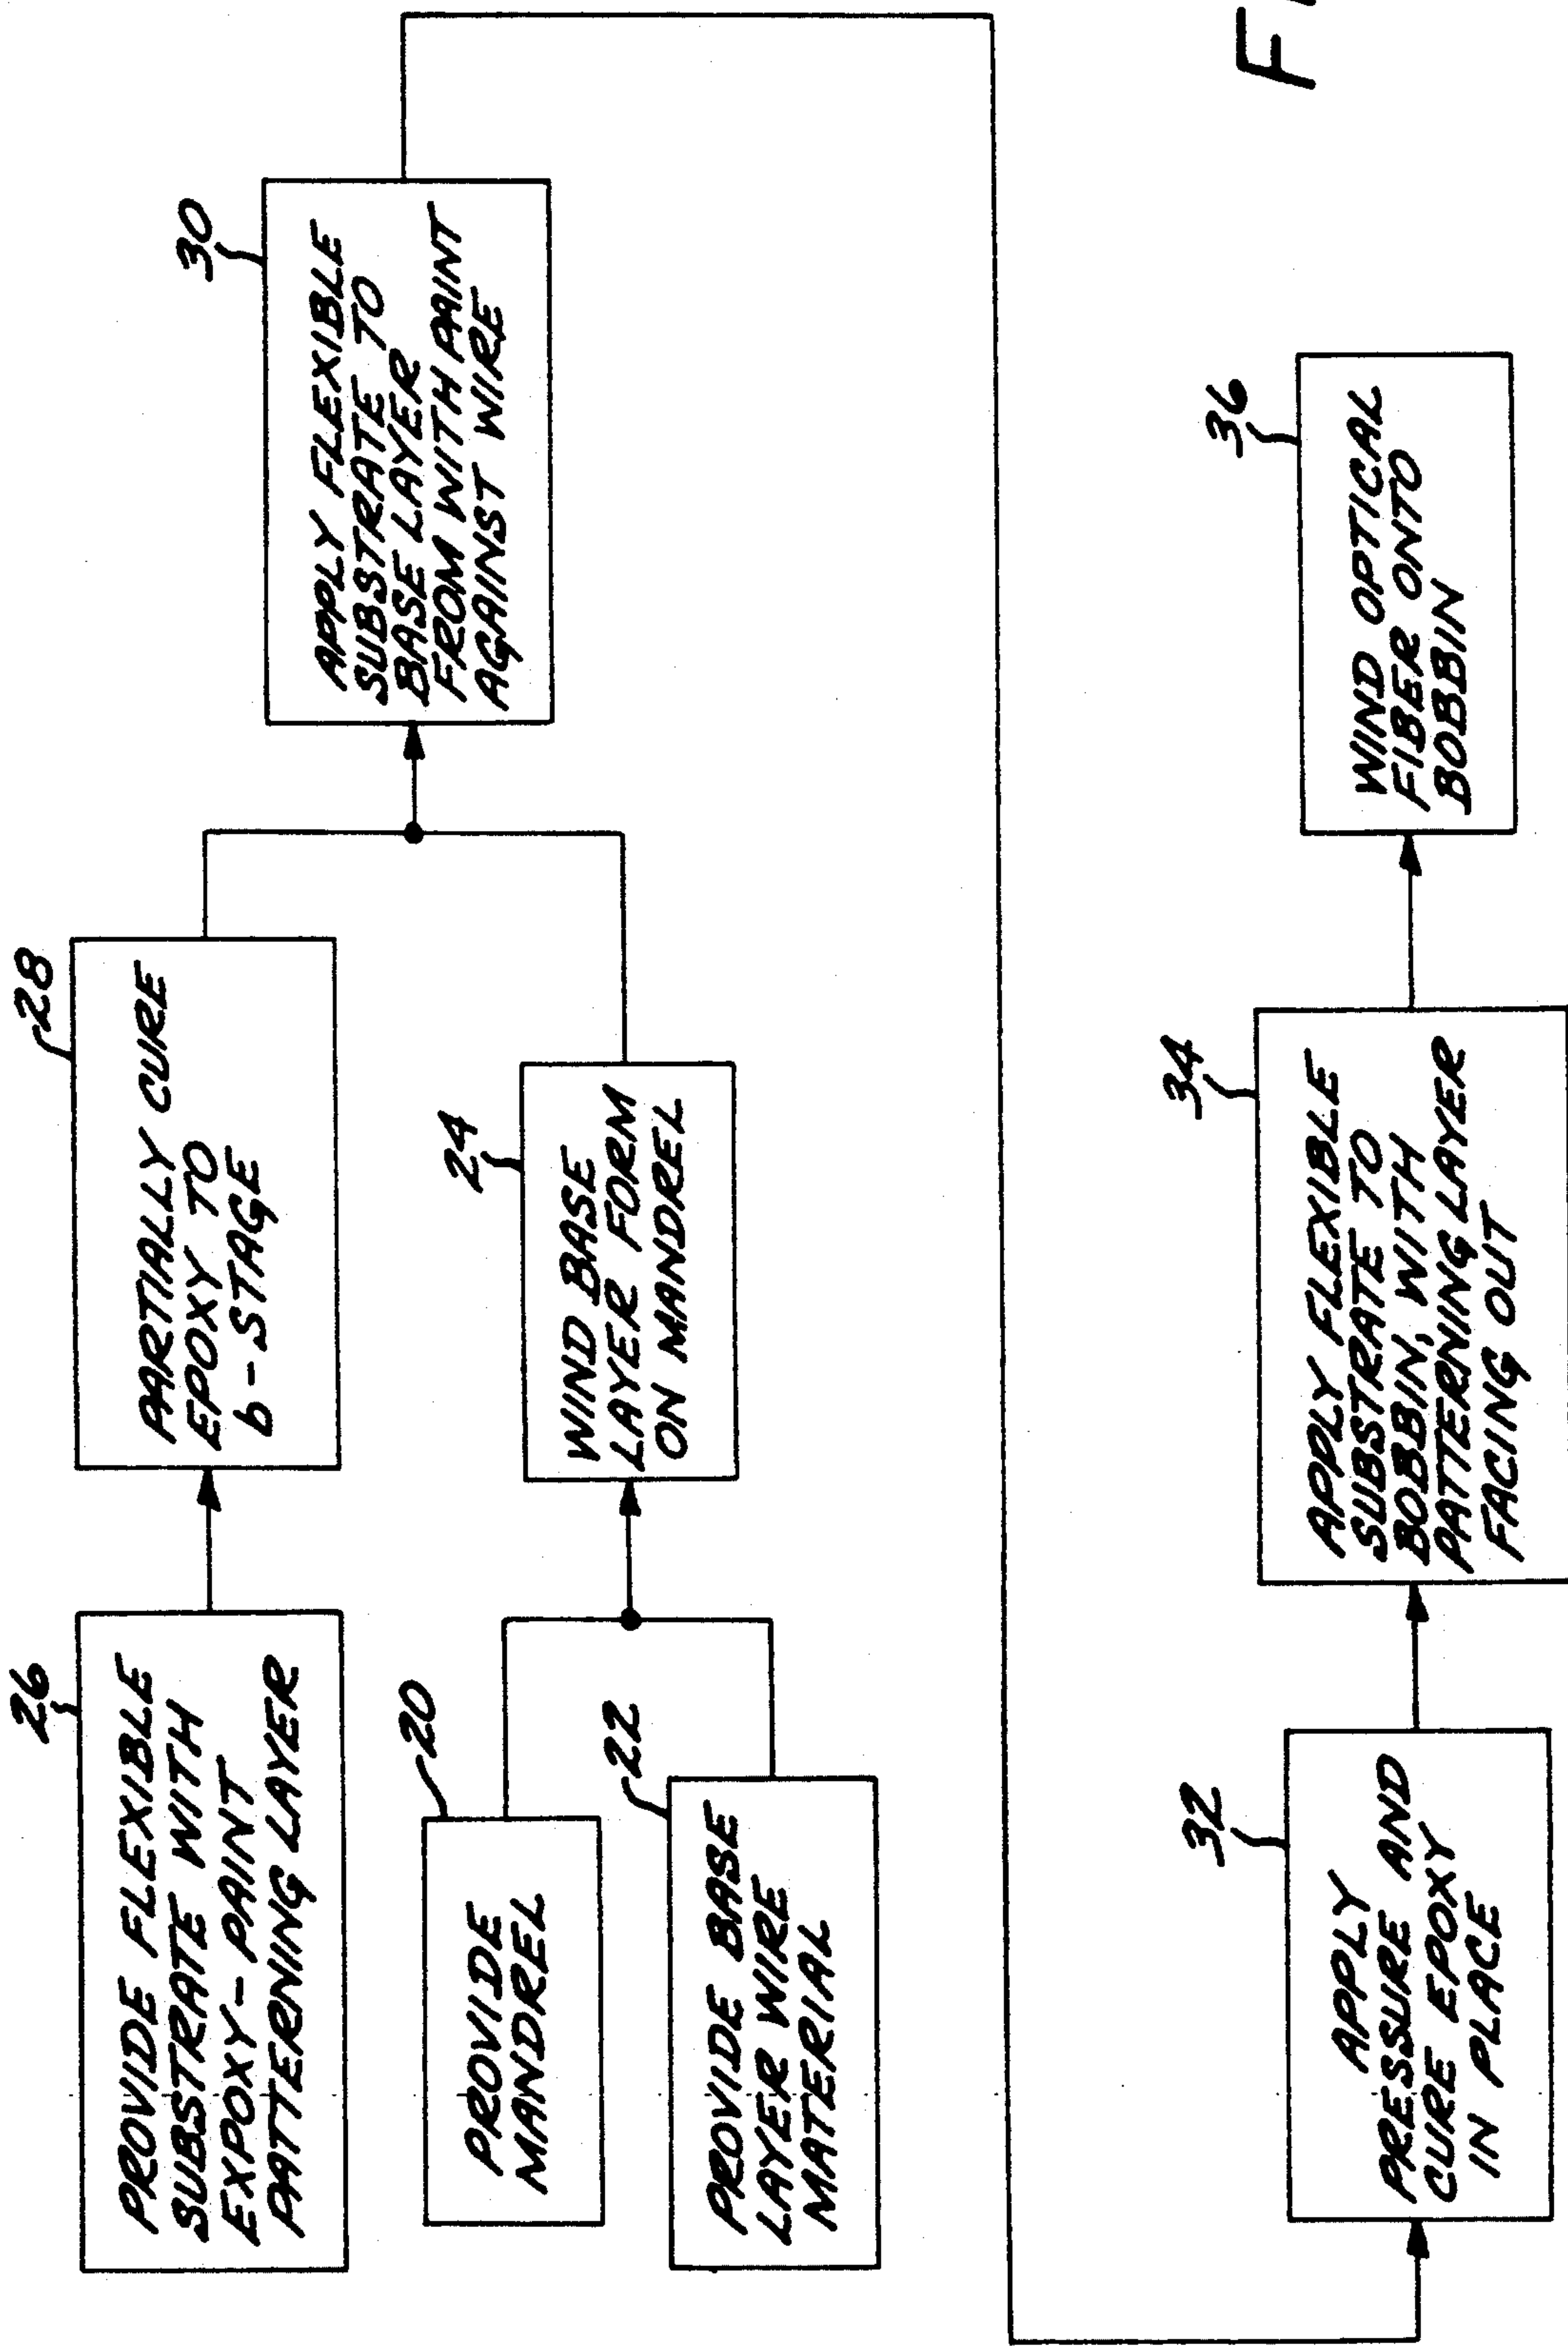 26
PROVIDE FLEXIBLE
SUBSTRATE WITH
EXPOXY-PAINT
PATTERNING LAYER
28
PARTIALLY CURE
EPOXY TO
b-STAGE
20
PROVIDE
MANDREL
22
PROVIDE BASE
LAYER WIRE
MATERIAL
24
WIND BASE
LAYER FORM
ON MANDREL
30
APPLY FLEXIBLE
SUBSTRATE TO
BASE LAYER
FROM WITH PAINT
AGAINST WIRE
32
APPLY
PRESSURE AND
CURE EPOXY
IN PLACE
34
APPLY FLEXIBLE
SUBSTRATE TO
BOBBIN, WITH
PATTERNING LAYER
FACING OUT
36
WIND OPTICAL
FIBER ONTO
BOBBIN